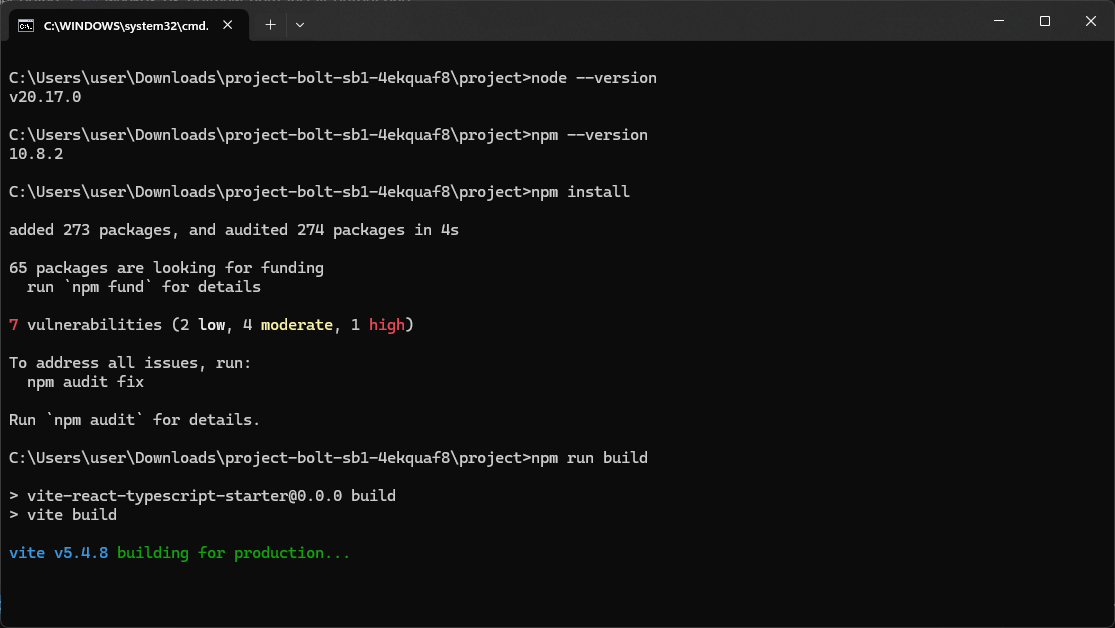 C:\WINDOWS\system32\cmd.
C:\Users\user\Downloads\project-bolt-sb1-4ekquaf8\project>node --version
v20.17.0
C:\Users\user\Downloads\project-bolt-sb1-4ekquaf8\project>npm --version
10.8.2
C:\Users\user\Downloads\project-bolt-sb1-4ekquaf8\project>npm install
added 273 packages, and audited 274 packages in 4s
65 packages are looking for funding
  run `npm fund` for details
7 vulnerabilities (2 low, 4 moderate, 1 high)
To address all issues, run:
  npm audit fix
Run `npm audit` for details.
C:\Users\user\Downloads\project-bolt-sb1-4ekquaf8\project>npm run build
> vite-react-typescript-starter@0.0.0 build
> vite build
vite v5.4.8 building for production...